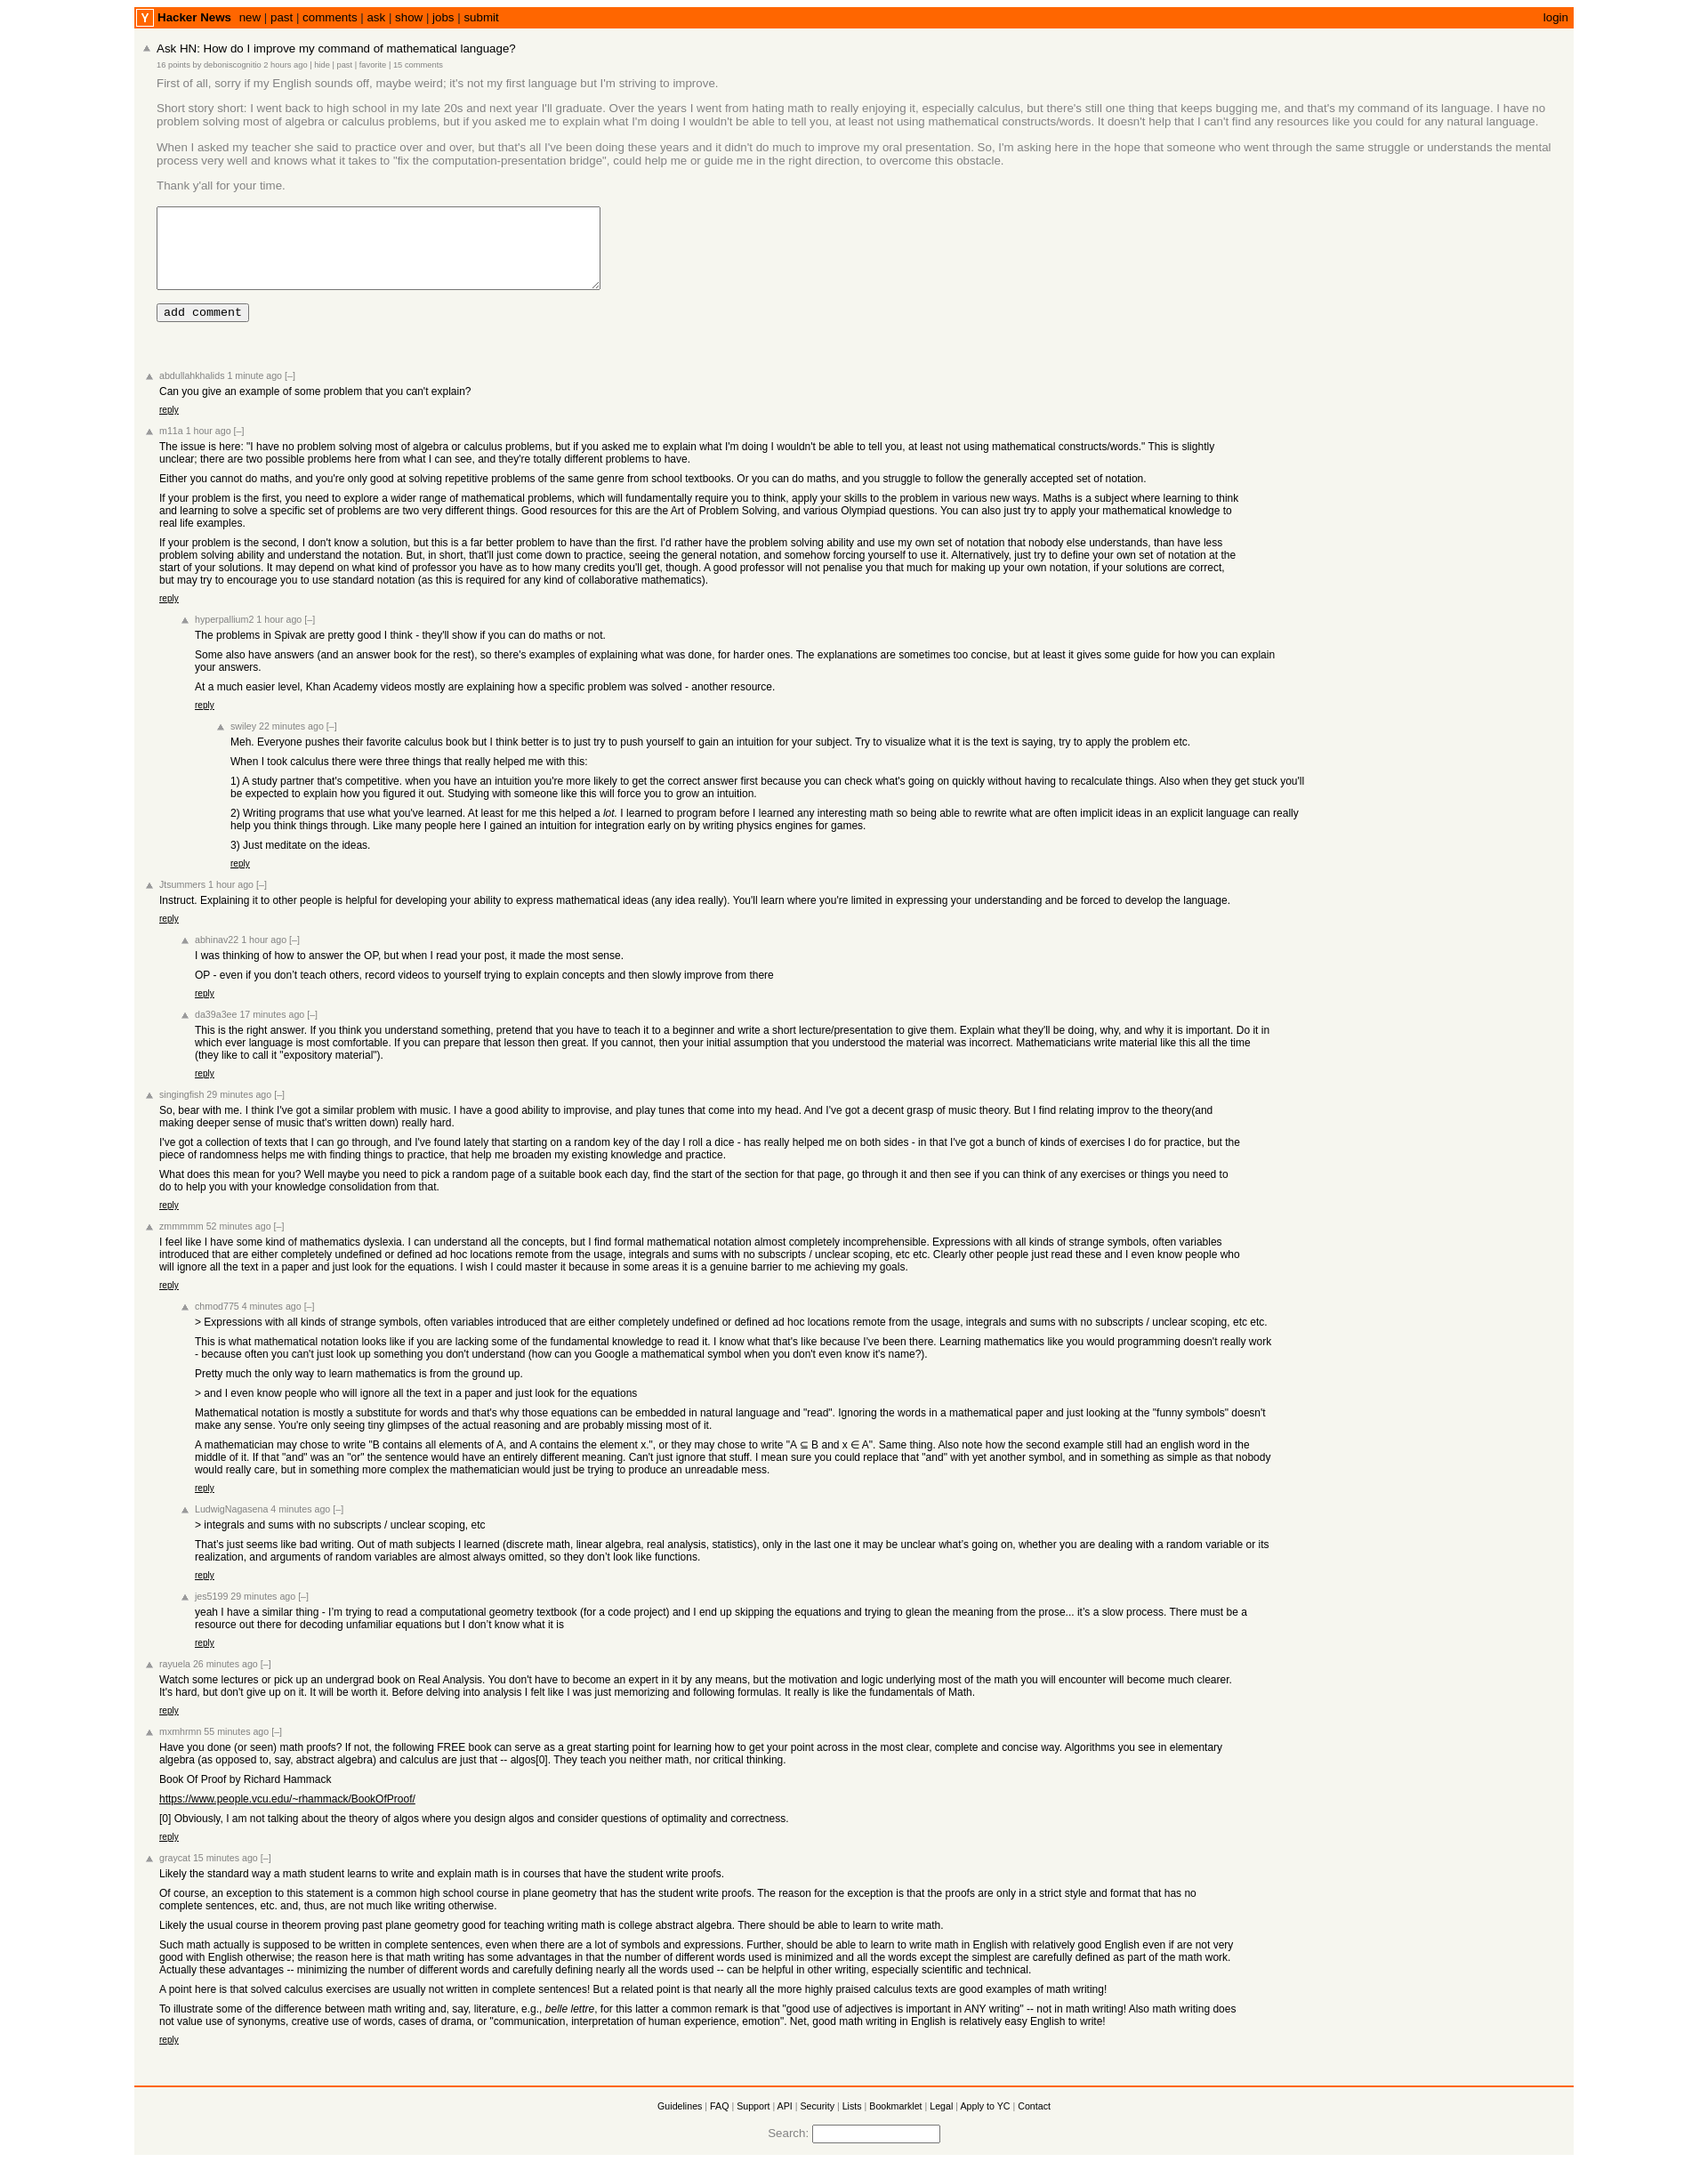 Y Hacker News new | past | comments | ask | show | jobs | submit login
Ask HN: How do I improve my command of mathematical language?
16 points by deboniscognitio 2 hours ago | hide | past | favorite | 15 comments
First of all, sorry if my English sounds off, maybe weird; it's not my first language but I'm striving to improve.
Short story short: I went back to high school in my late 20s and next year I'll graduate. Over the years I went from hating math to really enjoying it, especially calculus, but there's still one thing that keeps bugging me, and that's my command of its language. I have no
problem solving most of algebra or calculus problems, but if you asked me to explain what I'm doing I wouldn't be able to tell you, at least not using mathematical constructs/words. It doesn't help that I can't find any resources like you could for any natural language.
When I asked my teacher she said to practice over and over, but that's all I've been doing these years and it didn't do much to improve my oral presentation. So, I'm asking here in the hope that someone who went through the same struggle or understands the mental
process very well and knows what it takes to "fix the computation-presentation bridge", could help me or guide me in the right direction, to overcome this obstacle.
Thank y'all for your time.
add comment
abdullahkhalids 1 minute ago [–]
Can you give an example of some problem that you can't explain?
reply
m11a 1 hour ago [–]
The issue is here: "I have no problem solving most of algebra or calculus problems, but if you asked me to explain what I'm doing I wouldn't be able to tell you, at least not using mathematical constructs/words." This is slightly
unclear; there are two possible problems here from what I can see, and they're totally different problems to have.
Either you cannot do maths, and you're only good at solving repetitive problems of the same genre from school textbooks. Or you can do maths, and you struggle to follow the generally accepted set of notation.
If your problem is the first, you need to explore a wider range of mathematical problems, which will fundamentally require you to think, apply your skills to the problem in various new ways. Maths is a subject where learning to think
and learning to solve a specific set of problems are two very different things. Good resources for this are the Art of Problem Solving, and various Olympiad questions. You can also just try to apply your mathematical knowledge to
real life examples.
If your problem is the second, I don't know a solution, but this is a far better problem to have than the first. I'd rather have the problem solving ability and use my own set of notation that nobody else understands, than have less
problem solving ability and understand the notation. But, in short, that'll just come down to practice, seeing the general notation, and somehow forcing yourself to use it. Alternatively, just try to define your own set of notation at the
start of your solutions. It may depend on what kind of professor you have as to how many credits you'll get, though. A good professor will not penalise you that much for making up your own notation, if your solutions are correct,
but may try to encourage you to use standard notation (as this is required for any kind of collaborative mathematics).
reply
hyperpallium2 1 hour ago [–]
The problems in Spivak are pretty good I think - they'll show if you can do maths or not.
Some also have answers (and an answer book for the rest), so there's examples of explaining what was done, for harder ones. The explanations are sometimes too concise, but at least it gives some guide for how you can explain
your answers.
At a much easier level, Khan Academy videos mostly are explaining how a specific problem was solved - another resource.
reply
swiley 22 minutes ago [–]
Meh. Everyone pushes their favorite calculus book but I think better is to just try to push yourself to gain an intuition for your subject. Try to visualize what it is the text is saying, try to apply the problem etc.
When I took calculus there were three things that really helped me with this:
1) A study partner that's competitive. when you have an intuition you're more likely to get the correct answer first because you can check what's going on quickly without having to recalculate things. Also when they get stuck you'll
be expected to explain how you figured it out. Studying with someone like this will force you to grow an intuition.
2) Writing programs that use what you've learned. At least for me this helped a lot. I learned to program before I learned any interesting math so being able to rewrite what are often implicit ideas in an explicit language can really
help you think things through. Like many people here I gained an intuition for integration early on by writing physics engines for games.
3) Just meditate on the ideas.
reply
Jtsummers 1 hour ago [–]
Instruct. Explaining it to other people is helpful for developing your ability to express mathematical ideas (any idea really). You'll learn where you're limited in expressing your understanding and be forced to develop the language.
reply
abhinav22 1 hour ago [–]
I was thinking of how to answer the OP, but when I read your post, it made the most sense.
OP - even if you don’t teach others, record videos to yourself trying to explain concepts and then slowly improve from there
reply
da39a3ee 17 minutes ago [–]
This is the right answer. If you think you understand something, pretend that you have to teach it to a beginner and write a short lecture/presentation to give them. Explain what they'll be doing, why, and why it is important. Do it in
which ever language is most comfortable. If you can prepare that lesson then great. If you cannot, then your initial assumption that you understood the material was incorrect. Mathematicians write material like this all the time
(they like to call it "expository material").
reply
singingfish 29 minutes ago [–]
So, bear with me. I think I've got a similar problem with music. I have a good ability to improvise, and play tunes that come into my head. And I've got a decent grasp of music theory. But I find relating improv to the theory(and
making deeper sense of music that's written down) really hard.
I've got a collection of texts that I can go through, and I've found lately that starting on a random key of the day I roll a dice - has really helped me on both sides - in that I've got a bunch of kinds of exercises I do for practice, but the
piece of randomness helps me with finding things to practice, that help me broaden my existing knowledge and practice.
What does this mean for you? Well maybe you need to pick a random page of a suitable book each day, find the start of the section for that page, go through it and then see if you can think of any exercises or things you need to
do to help you with your knowledge consolidation from that.
reply
zmmmmm 52 minutes ago [–]
I feel like I have some kind of mathematics dyslexia. I can understand all the concepts, but I find formal mathematical notation almost completely incomprehensible. Expressions with all kinds of strange symbols, often variables
introduced that are either completely undefined or defined ad hoc locations remote from the usage, integrals and sums with no subscripts / unclear scoping, etc etc. Clearly other people just read these and I even know people who
will ignore all the text in a paper and just look for the equations. I wish I could master it because in some areas it is a genuine barrier to me achieving my goals.
reply
chmod775 4 minutes ago [–]
> Expressions with all kinds of strange symbols, often variables introduced that are either completely undefined or defined ad hoc locations remote from the usage, integrals and sums with no subscripts / unclear scoping, etc etc.
This is what mathematical notation looks like if you are lacking some of the fundamental knowledge to read it. I know what that's like because I've been there. Learning mathematics like you would programming doesn't really work
- because often you can't just look up something you don't understand (how can you Google a mathematical symbol when you don't even know it's name?).
Pretty much the only way to learn up mathematics is from the ground up.
> and I even know people who will ignore all the text in a paper and just look for the equations
Mathematical notation is mostly a substitute for words and that's why those equations can be embedded in natural language and "read". Ignoring the words in a mathematical paper and just looking at the "funny symbols" doesn't
make any sense. You're only seeing tiny glimpses of the actual reasoning and are probably missing most of it.
A mathematician may chose to write "B contains all elements of A, and A contains the element x.", or they may chose to write "A ⊆ B and x ∈ A". Same thing. Also note how the second example still had an english word in the
middle of it. If that "and" was an "or" the sentence would have an entirely different meaning. Can't just ignore that stuff. I mean sure you could replace that "and" with yet another symbol, and in something as simple as that nobody
would really care, but in something more complex the mathematician would just be trying to produce an unreadable mess.
reply
LudwigNagasena 4 minutes ago [–]
> integrals and sums with no subscripts / unclear scoping, etc
That’s just seems like bad writing. Out of math subjects I learned (discrete math, linear algebra, real analysis, statistics), only in the last one it may be unclear what’s going on, whether you are dealing with a random variable or its
realization, and arguments of random variables are almost always omitted, so they don’t look like functions.
reply
jes5199 29 minutes ago [–]
yeah I have a similar thing - I’m trying to read a computational geometry textbook (for a code project) and I end up skipping the equations and trying to glean the meaning from the prose... it’s a slow process. There must be a
resource out there for decoding unfamiliar equations but I don’t know what it is
reply
rayuela 26 minutes ago [–]
Watch some lectures or pick up an undergrad book on Real Analysis. You don't have to become an expert in it by any means, but the motivation and logic underlying most of the math you will encounter will become much clearer.
It's hard, but don't give up on it. It will be worth it. Before delving into analysis I felt like I was just memorizing and following formulas. It really is like the fundamentals of Math.
reply
mxmhrmn 55 minutes ago [–]
Have you done (or seen) math proofs? If not, the following FREE book can serve as a great starting point for learning how to get your point across in the most clear, complete and concise way. Algorithms you see in elementary
algebra (as opposed to, say, abstract algebra) and calculus are just that -- algos[0]. They teach you neither math, nor critical thinking.
Book Of Proof by Richard Hammack
https://www.people.vcu.edu/~rhammack/BookOfProof/
[0] Obviously, I am not talking about the theory of algos where you design algos and consider questions of optimality and correctness.
reply
graycat 15 minutes ago [–]
Likely the standard way a math student learns to write and explain math is in courses that have the student write proofs.
Of course, an exception to this statement is a common high school course in plane geometry that has the student write proofs. The reason for the exception is that the proofs are only in a strict style and format that has no
complete sentences, etc. and, thus, are not much like writing otherwise.
Likely the usual course in theorem proving past plane geometry good for teaching writing math is college abstract algebra. There should be able to learn to write math.
Such math actually is supposed to be written in complete sentences, even when there are a lot of symbols and expressions. Further, should be able to learn to write math in English with relatively good English even if are not very
good with English otherwise; the reason here is that math writing has some advantages in that the number of different words used is minimized and all the words except the simplest are carefully defined as part of the math work.
Actually these advantages -- minimizing the number of different words and carefully defining nearly all the words used -- can be helpful in other writing, especially scientific and technical.
A point here is that solved calculus exercises are usually not written in complete sentences! But a related point is that nearly all the more highly praised calculus texts are good examples of math writing!
To illustrate some of the difference between math writing and, say, literature, e.g., belle lettre, for this latter a common remark is that "good use of adjectives is important in ANY writing" -- not in math writing! Also math writing does
not value use of synonyms, creative use of words, cases of drama, or "communication, interpretation of human experience, emotion". Net, good math writing in English is relatively easy English to write!
reply
Guidelines | FAQ | Support | API | Security | Lists | Bookmarklet | Legal | Apply to YC | Contact
Search: